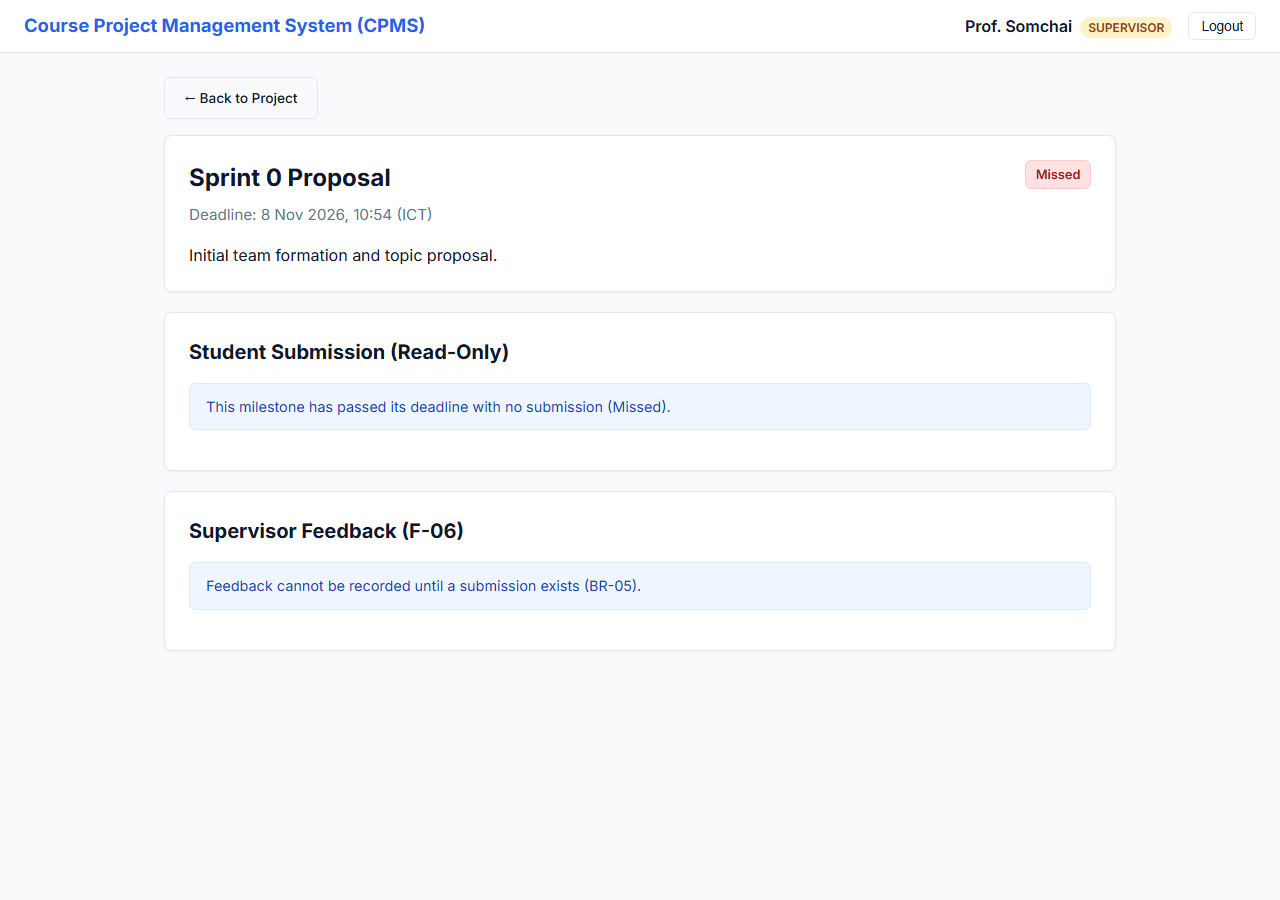 Course Project Management System (CPMS)
Prof. Somchai SUPERVISOR Logout
← Back to Project
Sprint 0 Proposal
Missed
Deadline: 8 Nov 2026, 10:54 (ICT)
Initial team formation and topic proposal.
Student Submission (Read-Only)
This milestone has passed its deadline with no submission (Missed).
Supervisor Feedback (F-06)
Feedback cannot be recorded until a submission exists (BR-05).